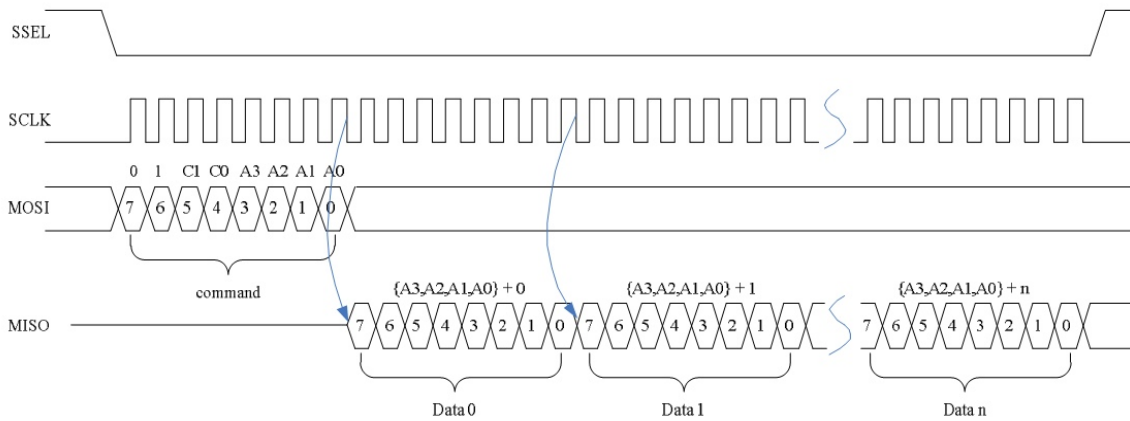 SSEL
SCLK
0 1 C1 C0 A3 A2 A1 A0
MOSI 7 6 5 4 3 2 1 0
command
{A3,A2,A1,A0} + 0 {A3,A2,A1,A0} + 1 {A3,A2,A1,A0} + n
MISO 7 6 5 4 3 2 1 0 7 6 5 4 3 2 1 0 7 6 5 4 3 2 1 0
Data 0 Data 1 Data n